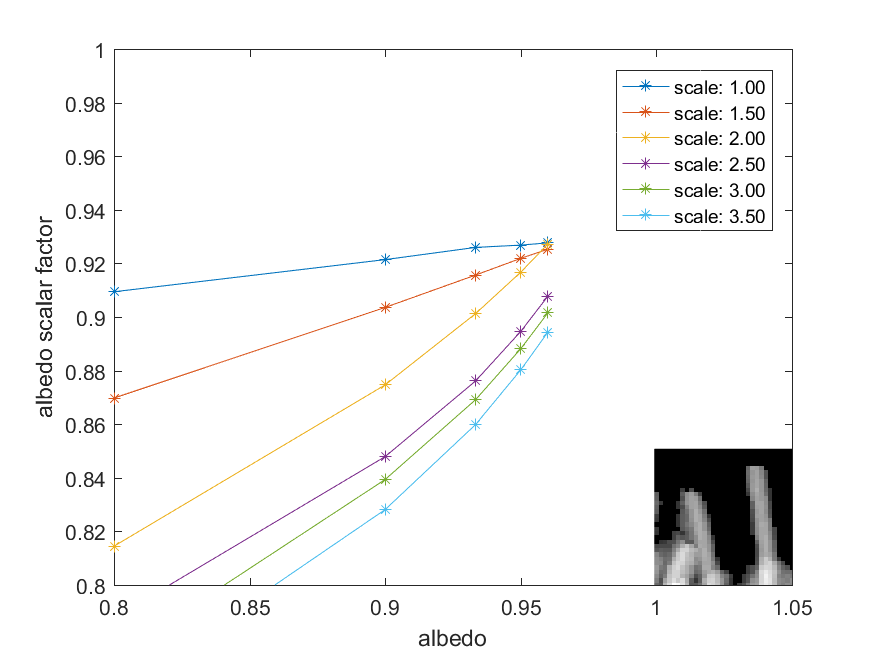 1
0.98
0.96
0.94
0.92
0.9
0.88
0.86
0.84
0.82
0.8
albedo scalar factor
scale: 1.00
scale: 1.50
scale: 2.00
scale: 2.50
scale: 3.00
scale: 3.50
0.8 0.85 0.9 0.95 1 1.05
albedo